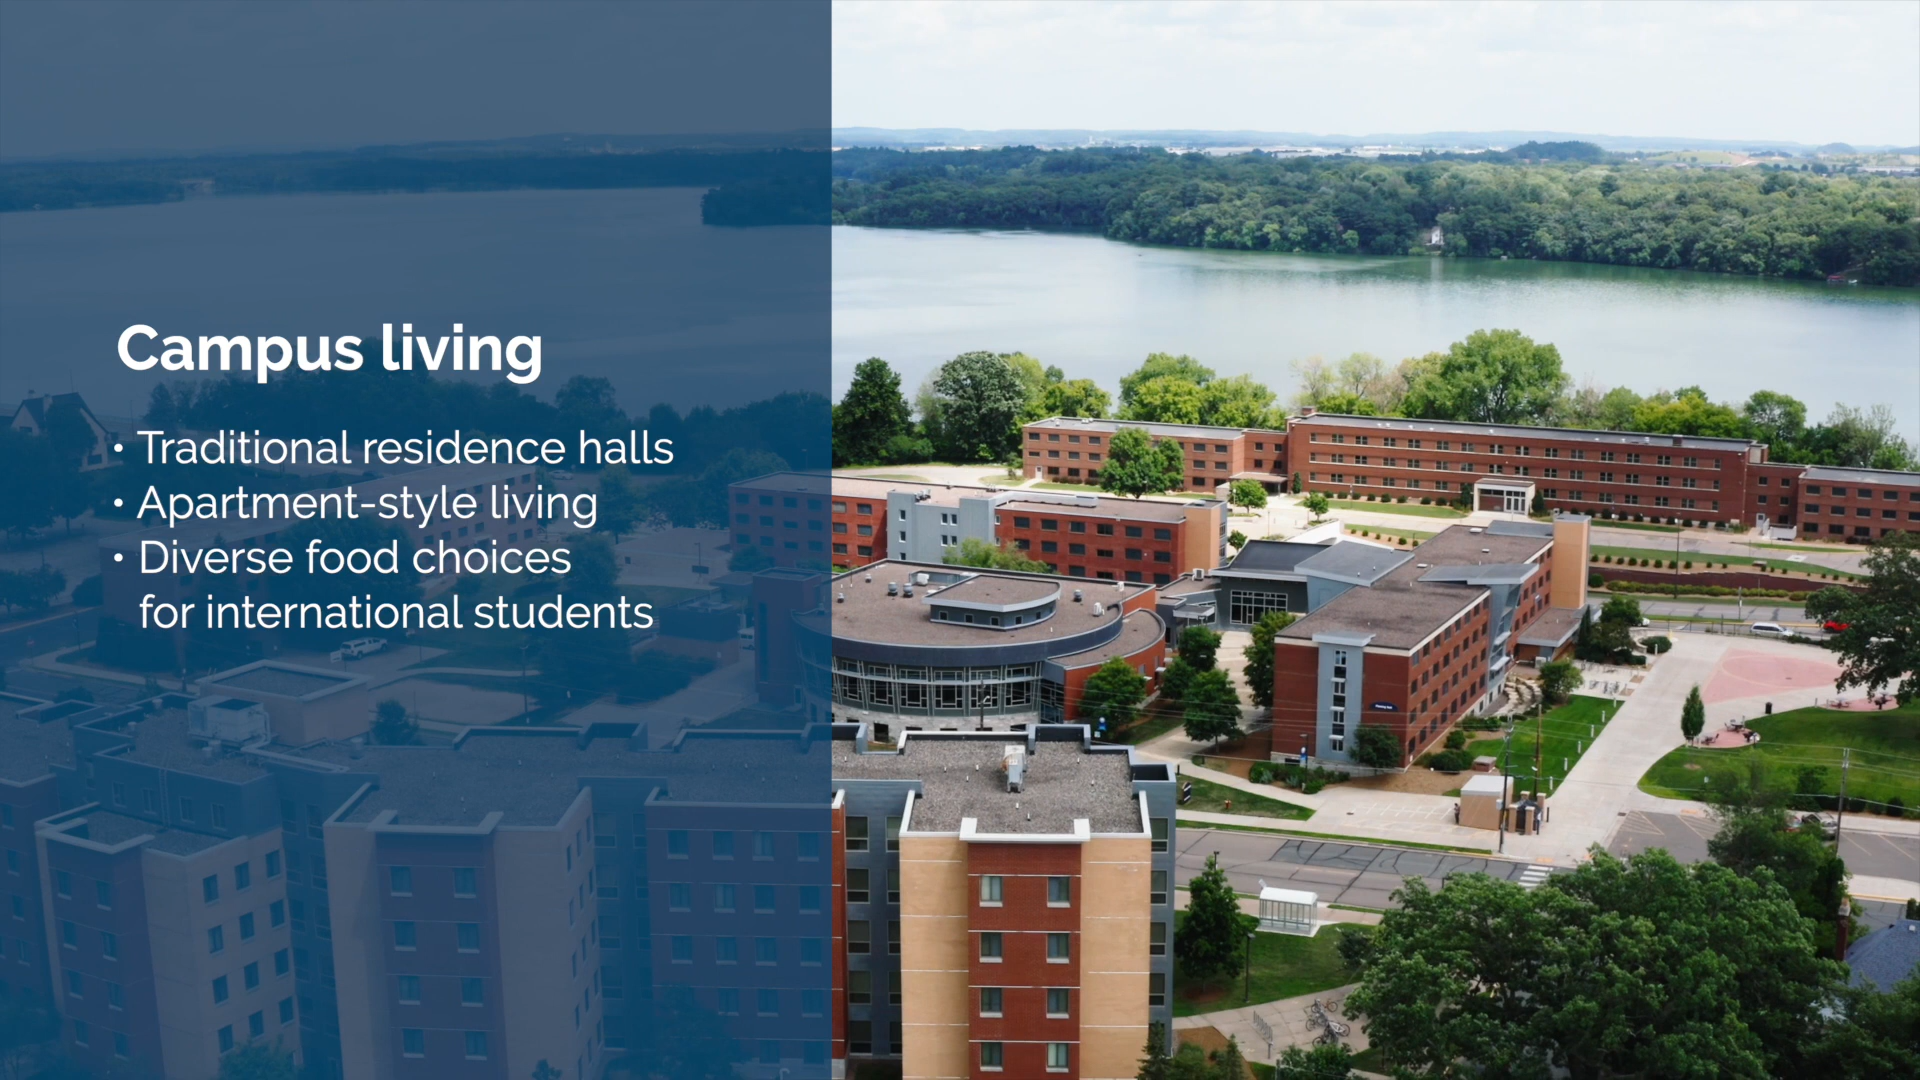 Campus living
• Traditional residence halls
• Apartment-style living
• Diverse food choices
for international students